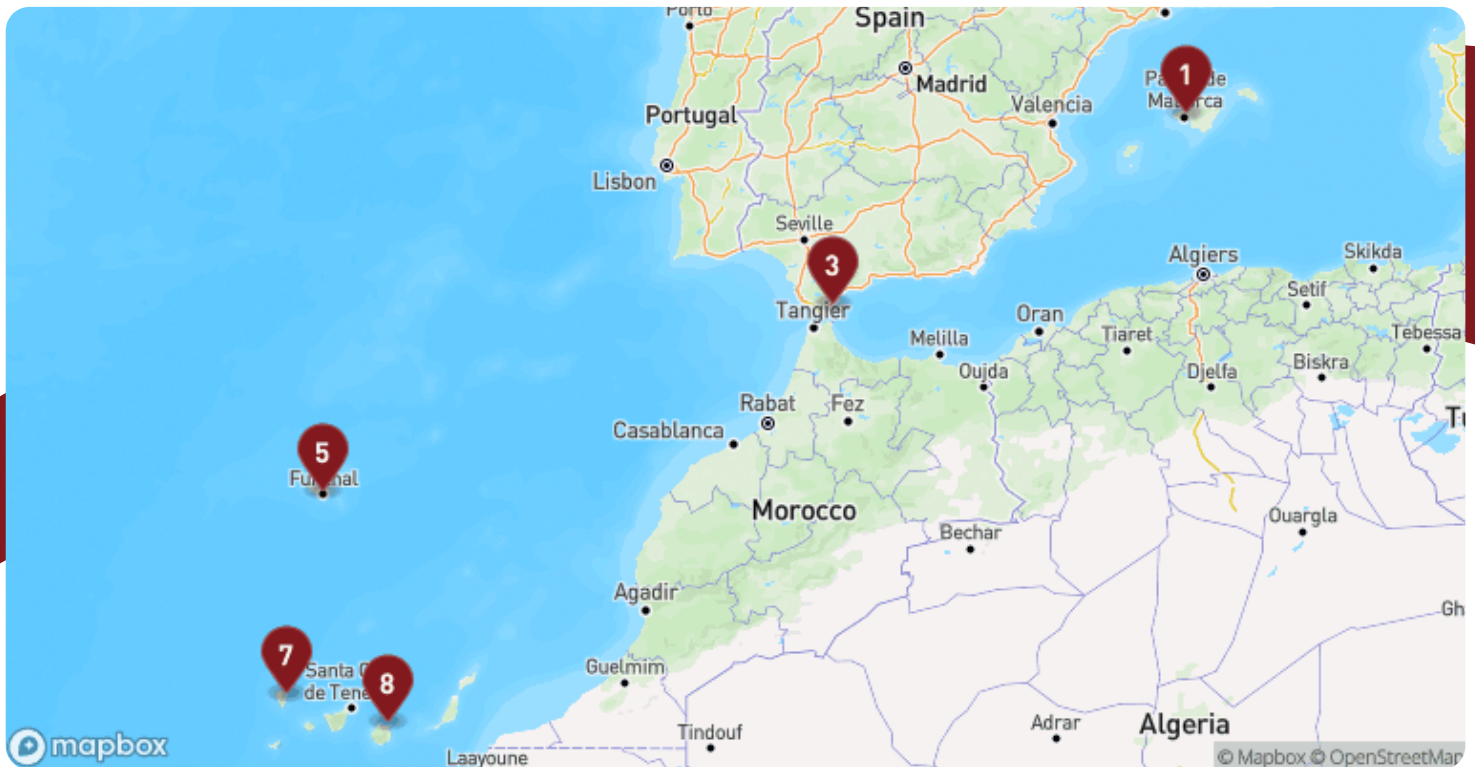 Porto
Spain
Madrid
Portugal
Valencia
1
Lisbon
Seville
3
Algiers
Skikda
Setif
Tangier
Oran
Tiaret
Tebessa
Melilla
Oujda
Biskra
Djelfa
Rabat
Fez
Casablanca
5
Morocco
Ouargla
Bechar
Agadir
7
Santa
8
de
Guelmim
Tindouf
Adrar
Algeria
Laayoune
mapbox
© Mapbox © OpenStreetMap